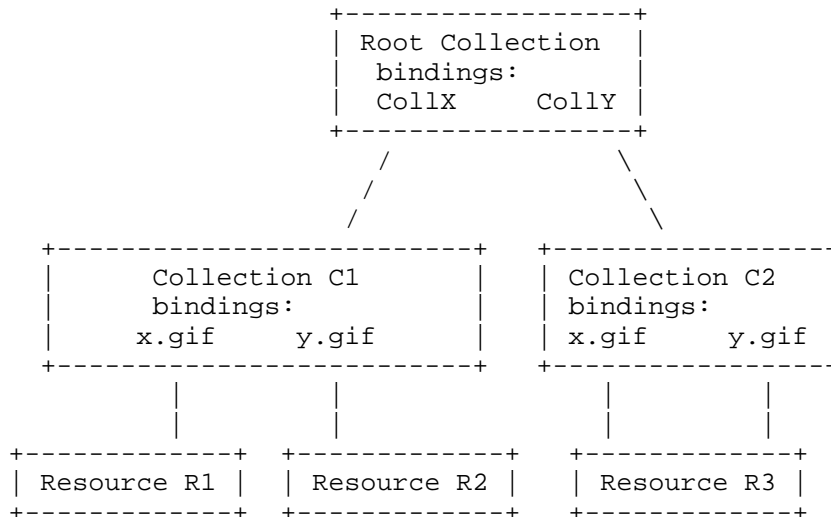 Root Collection
bindings:
CollX CollY
Collection C1 Collection C2
bindings: bindings:
x.gif y.gif x.gif y.gif
Resource R1 Resource R2 Resource R3